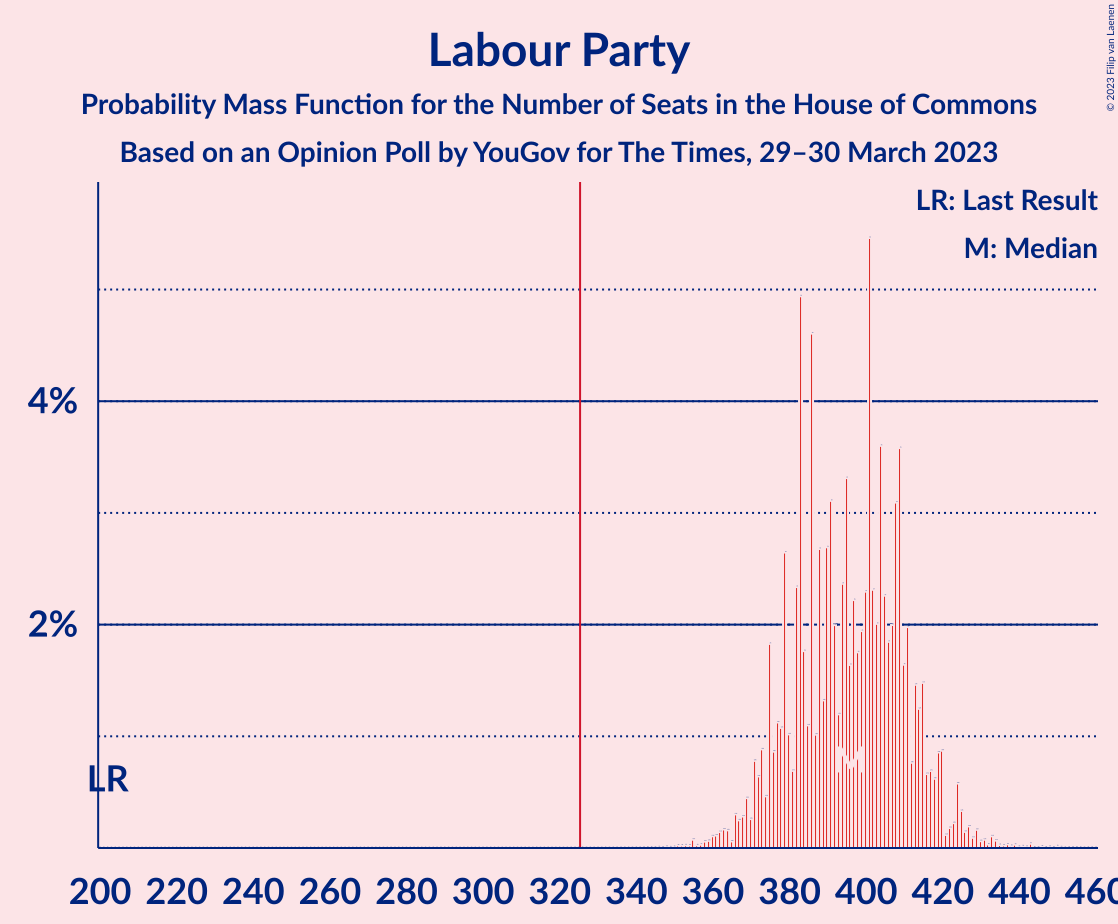 Labour Party
Probability Mass Function for the Number of Seats in the House of Commons
Based on an Opinion Poll by YouGov for The Times, 29–30 March 2023
© 2023 Filip van Laenen
LR: Last Result
M: Median
4%
2%
LR
M
200 220 240 260 280 300 320 340 360 380 400 420 440 460